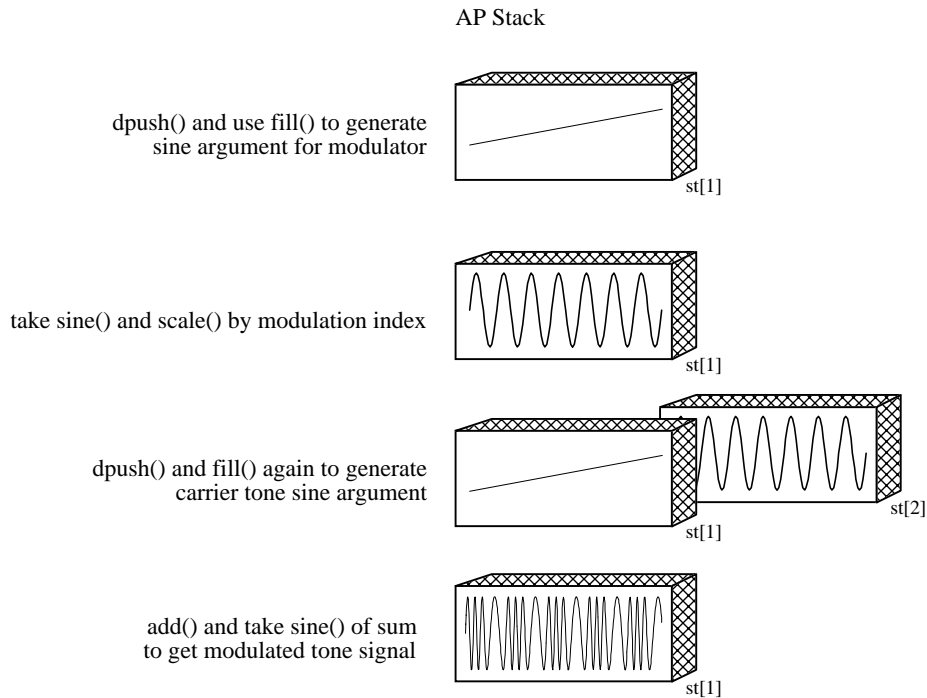 AP Stack
dpush() and use fill() to generate
sine argument for modulator
st[1]
take sine() and scale() by modulation index
st[1]
dpush() and fill() again to generate
carrier tone sine argument
st[2]
st[1]
add() and take sine() of sum
to get modulated tone signal
st[1]